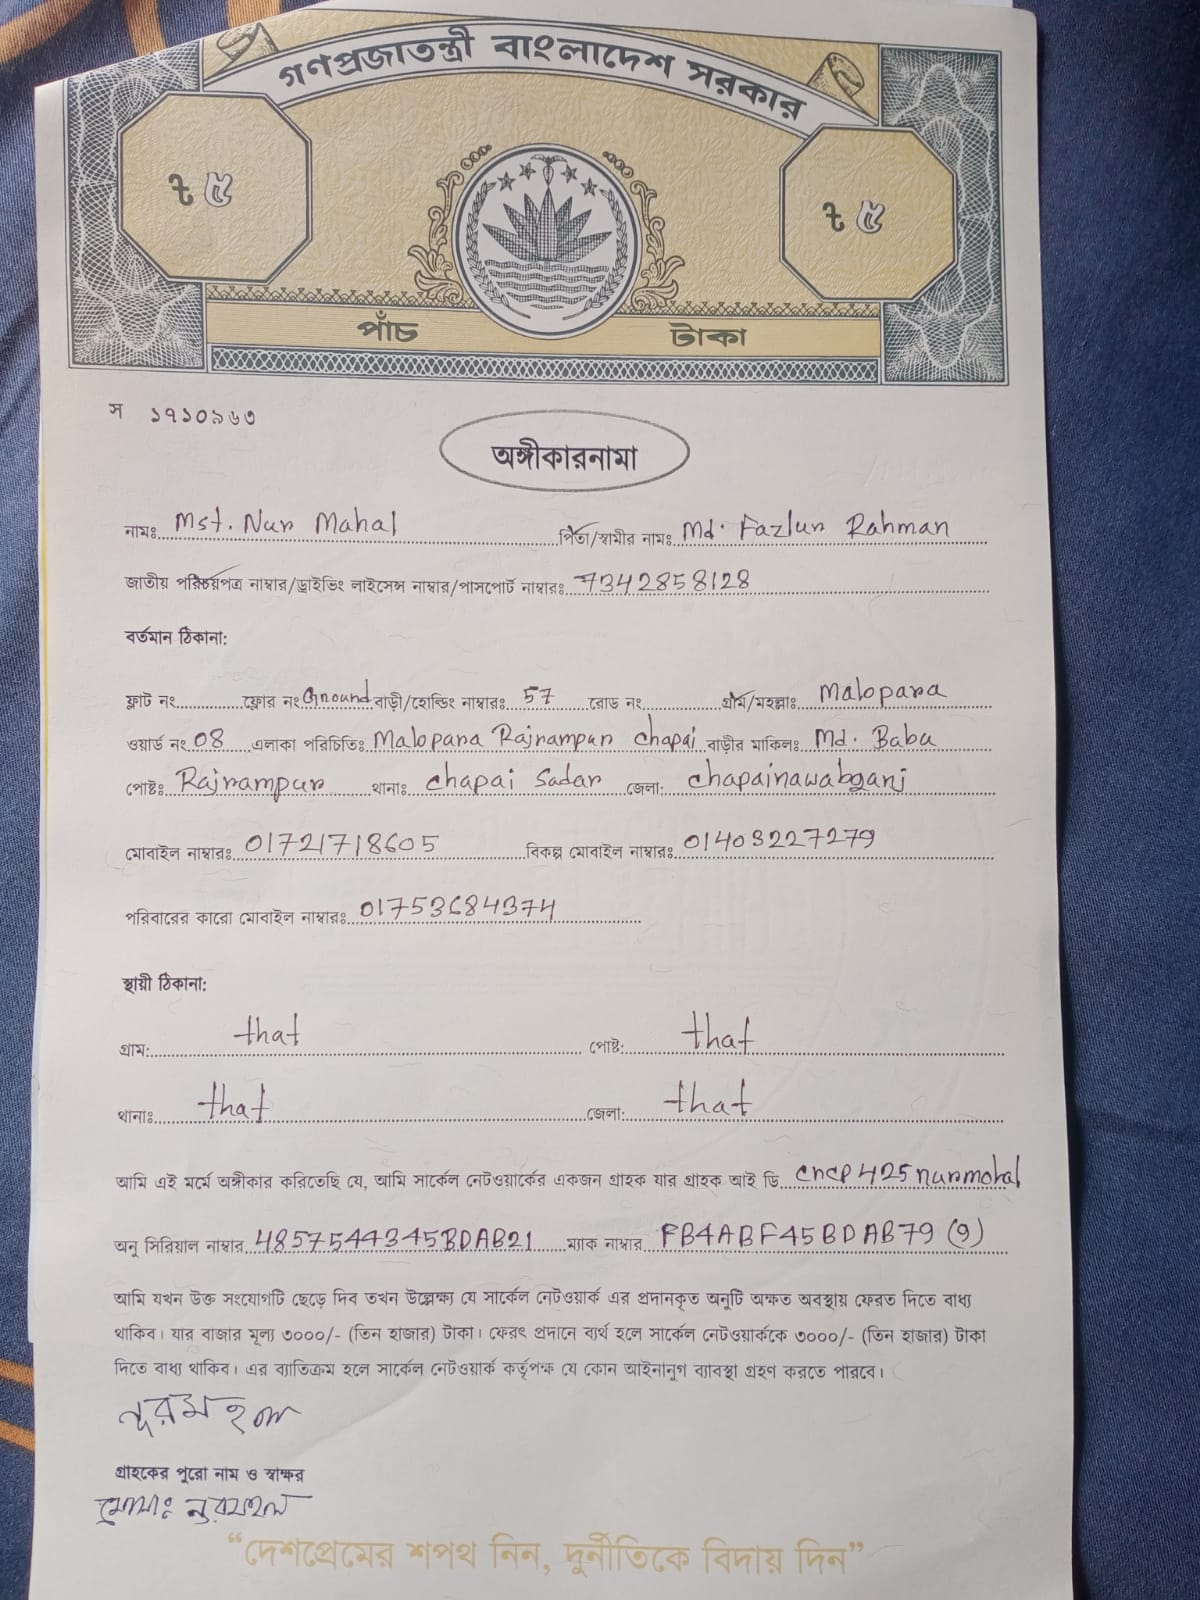 গণপ্রজাতন্ত্রী বাংলাদেশ সরকার
৳ ৫ ৳ ৫
পাঁচ টাকা
স ১৭১০৯৬৩
অঙ্গীকারনামা
নামঃ Mst. Nur Mahal পিতা/স্বামীর নামঃ Md. Fazlur Rahman
জাতীয় পরিচয়পত্র নাম্বার/ড্রাইভিং লাইসেন্স নাম্বার/পাসপোর্ট নাম্বারঃ 7342858128
বর্তমান ঠিকানা:
ফ্লাট নং ফ্লোর নং Ground বাড়ী/হোল্ডিং নাম্বারঃ 57 রোড নং গ্রাম/মহল্লাঃ Malopara
ওয়ার্ড নং 08 এলাকা পরিচিতিঃ Malopara Rajrampur Chapai বাড়ীর মাকিলঃ Md. Babu
পোষ্টঃ Rajrampur থানাঃ Chapai Sadar জেলা: Chapainawabganj
মোবাইল নাম্বারঃ 01721718605 বিকল্প মোবাইল নাম্বারঃ 01403227279
পরিবারের কারো মোবাইল নাম্বারঃ 01753684374
স্থায়ী ঠিকানা:
গ্রাম: that পোষ্ট: that
থানাঃ that জেলা: that
আমি এই মর্মে অঙ্গীকার করিতেছি যে, আমি সার্কেল নেটওয়ার্কের একজন গ্রাহক যার গ্রাহক আই ডি cncp425nurmohal
অনু সিরিয়াল নাম্বার 4857544345BDAB21 ম্যাক নাম্বার FB4ABF45BDAB79 (9)
আমি যখন উক্ত সংযোগটি ছেড়ে দিব তখন উল্লেক্ষ্য যে সার্কেল নেটওয়ার্ক এর প্রদানকৃত অনুটি অক্ষত অবস্থায় ফেরত দিতে বাধ্য
থাকিব। যার বাজার মূল্য ৩০০০/- (তিন হাজার) টাকা। ফেরৎ প্রদানে ব্যর্থ হলে সার্কেল নেটওয়ার্ককে ৩০০০/- (তিন হাজার) টাকা
দিতে বাধ্য থাকিব। এর ব্যাতিক্রম হলে সার্কেল নেটওয়ার্ক কর্তৃপক্ষ যে কোন আইনানুগ ব্যাবস্থা গ্রহণ করতে পারবে।
নূরমহল
গ্রাহকের পুরো নাম ও স্বাক্ষর
মোসাঃ নুরমহল
“দেশপ্রেমের শপথ নিন, দুর্নীতিকে বিদায় দিন”